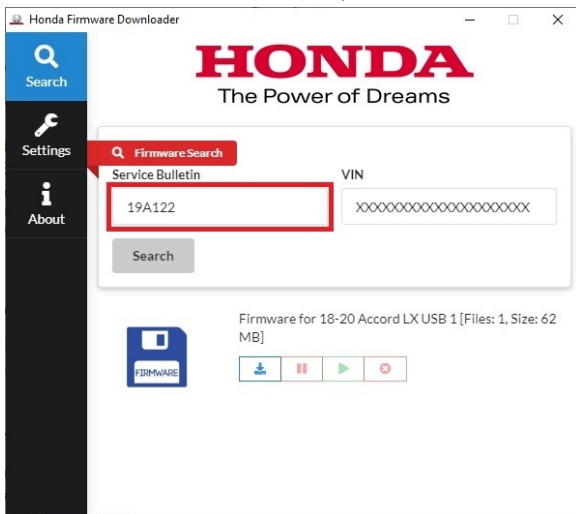 Honda Firmware Downloader
Search
HONDA
The Power of Dreams
Settings
Firmware Search
Service Bulletin
VIN
19A122
XXXXXXXXXXXXXXXXXXXX
About
Search
Firmware for 18-20 Accord LX USB 1 [Files: 1, Size: 62
MB]
FIRMWARE